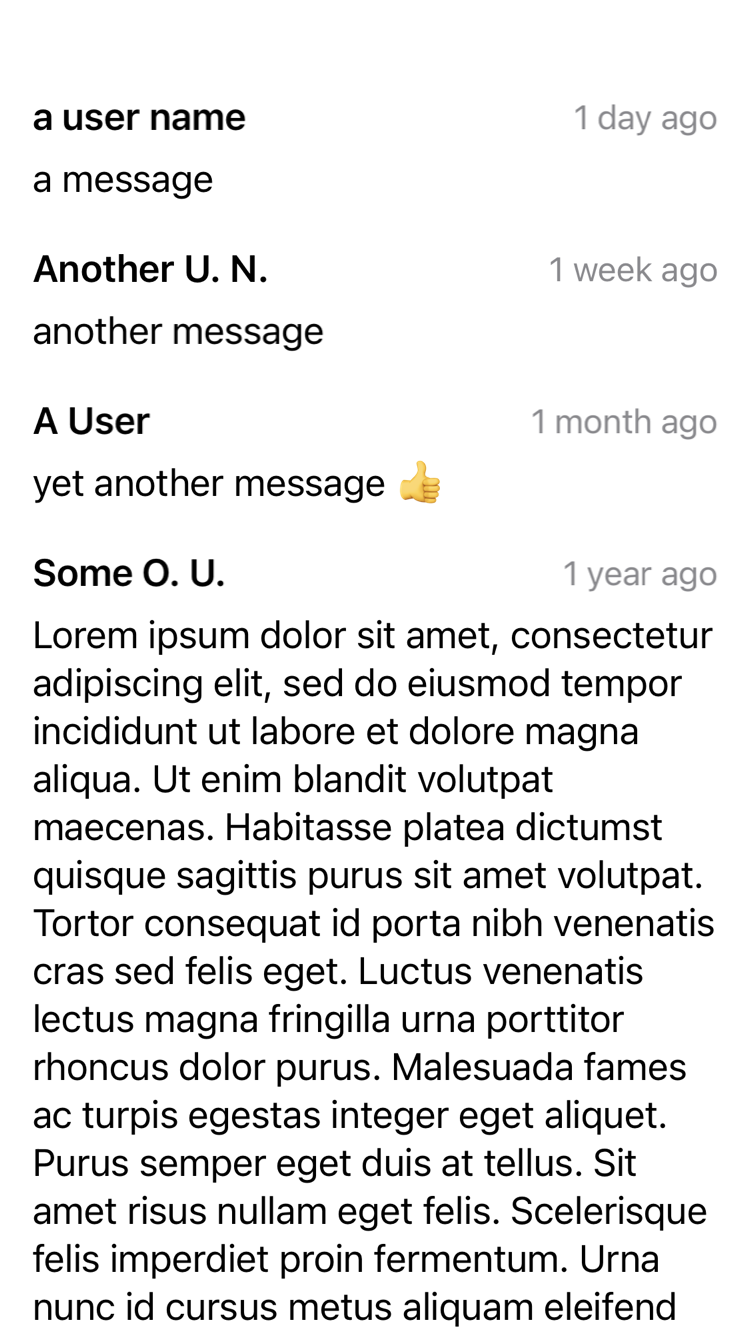 a user name 1 day ago
a message
Another U. N. 1 week ago
another message
A User 1 month ago
yet another message 👍
Some O. U. 1 year ago
Lorem ipsum dolor sit amet, consectetur
adipiscing elit, sed do eiusmod tempor
incididunt ut labore et dolore magna
aliqua. Ut enim blandit volutpat
maecenas. Habitasse platea dictumst
quisque sagittis purus sit amet volutpat.
Tortor consequat id porta nibh venenatis
cras sed felis eget. Luctus venenatis
lectus magna fringilla urna porttitor
rhoncus dolor purus. Malesuada fames
ac turpis egestas integer eget aliquet.
Purus semper eget duis at tellus. Sit
amet risus nullam eget felis. Scelerisque
felis imperdiet proin fermentum. Urna
nunc id cursus metus aliquam eleifend